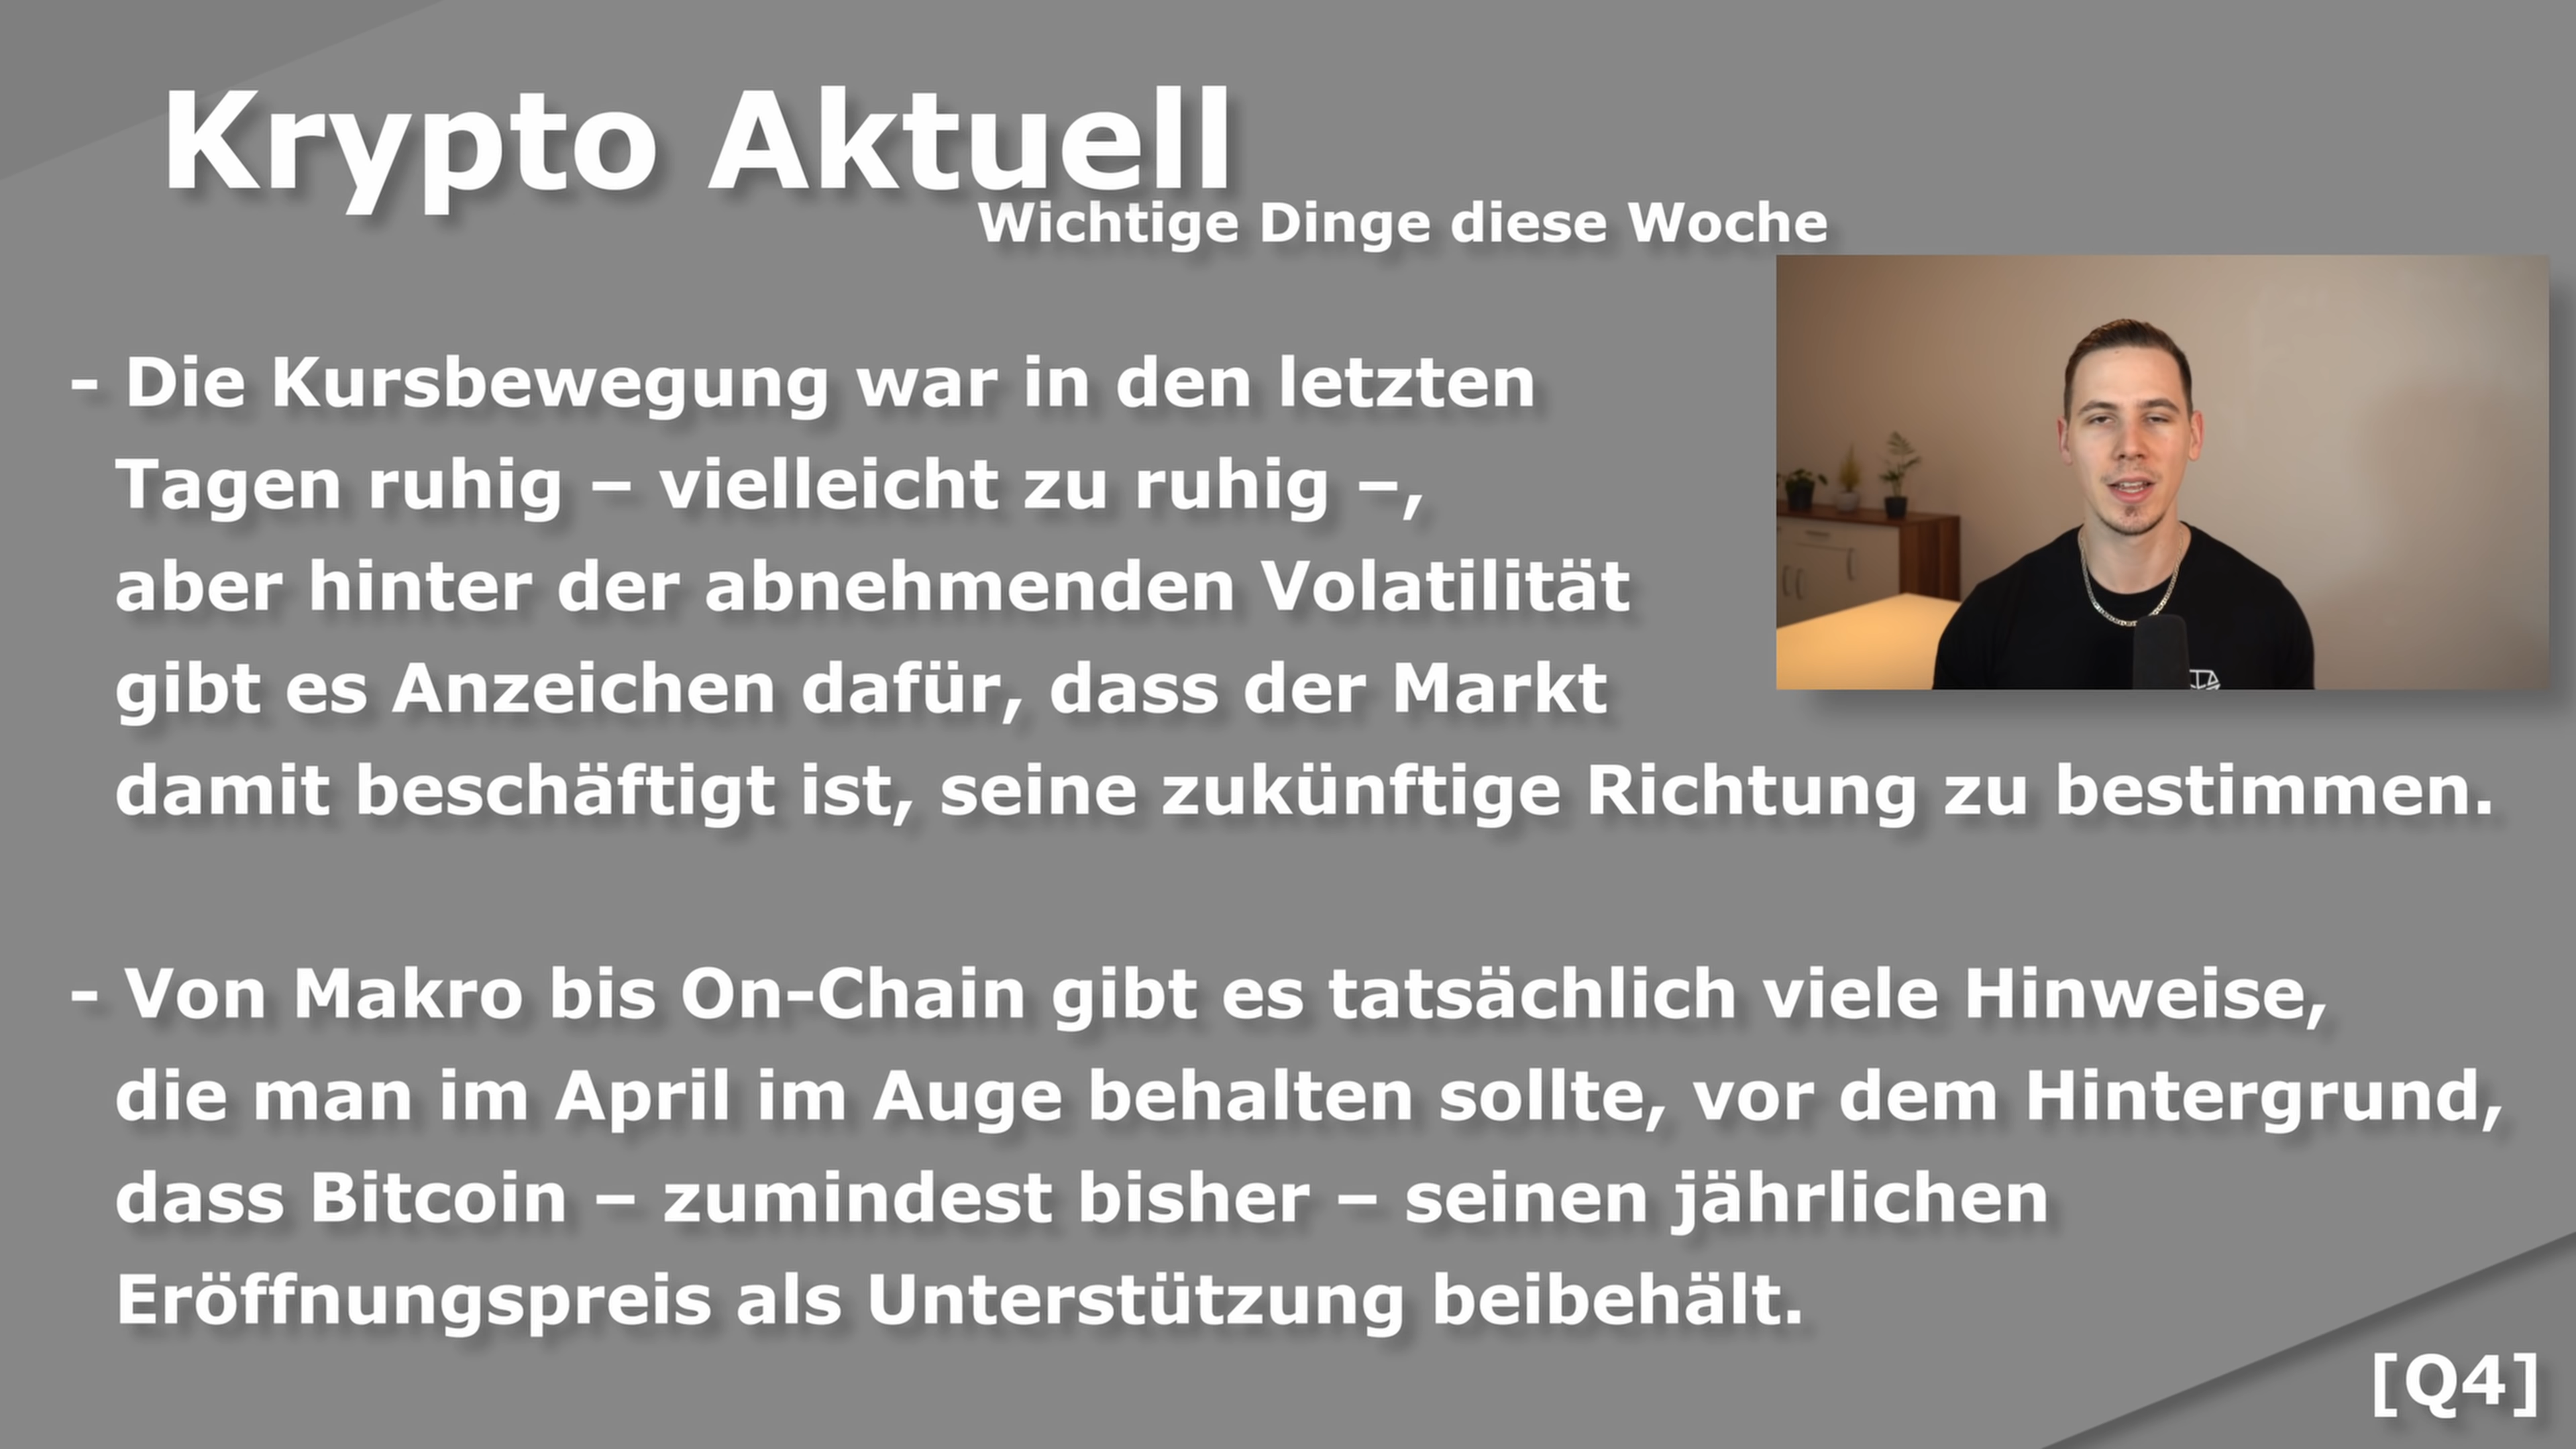 Krypto Aktuell
Wichtige Dinge diese Woche
- Die Kursbewegung war in den letzten
Tagen ruhig – vielleicht zu ruhig –,
aber hinter der abnehmenden Volatilität
gibt es Anzeichen dafür, dass der Markt
damit beschäftigt ist, seine zukünftige Richtung zu bestimmen.
- Von Makro bis On-Chain gibt es tatsächlich viele Hinweise,
die man im April im Auge behalten sollte, vor dem Hintergrund,
dass Bitcoin – zumindest bisher – seinen jährlichen
Eröffnungspreis als Unterstützung beibehält.
[Q4]